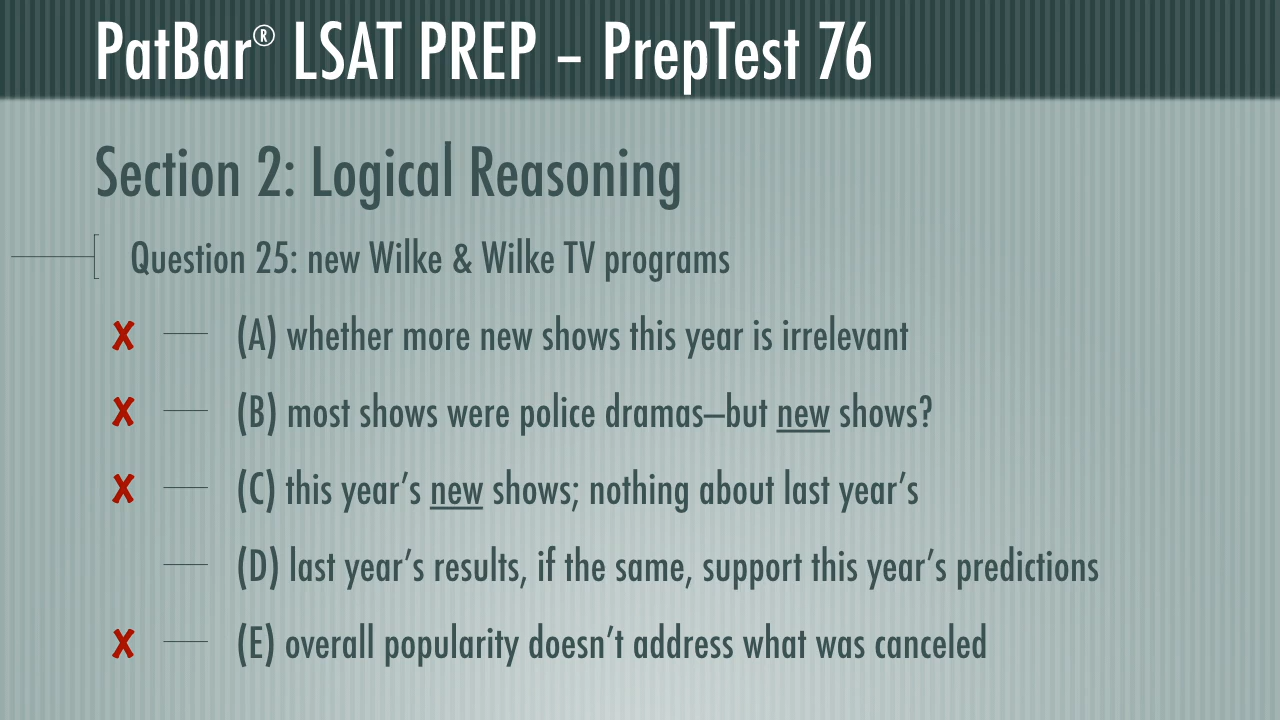 PatBar® LSAT PREP – PrepTest 76
Section 2: Logical Reasoning
Question 25: new Wilke & Wilke TV programs
✘ (A) whether more new shows this year is irrelevant
✘ (B) most shows were police dramas–but new shows?
✘ (C) this year’s new shows; nothing about last year’s
(D) last year’s results, if the same, support this year’s predictions
✘ (E) overall popularity doesn’t address what was canceled